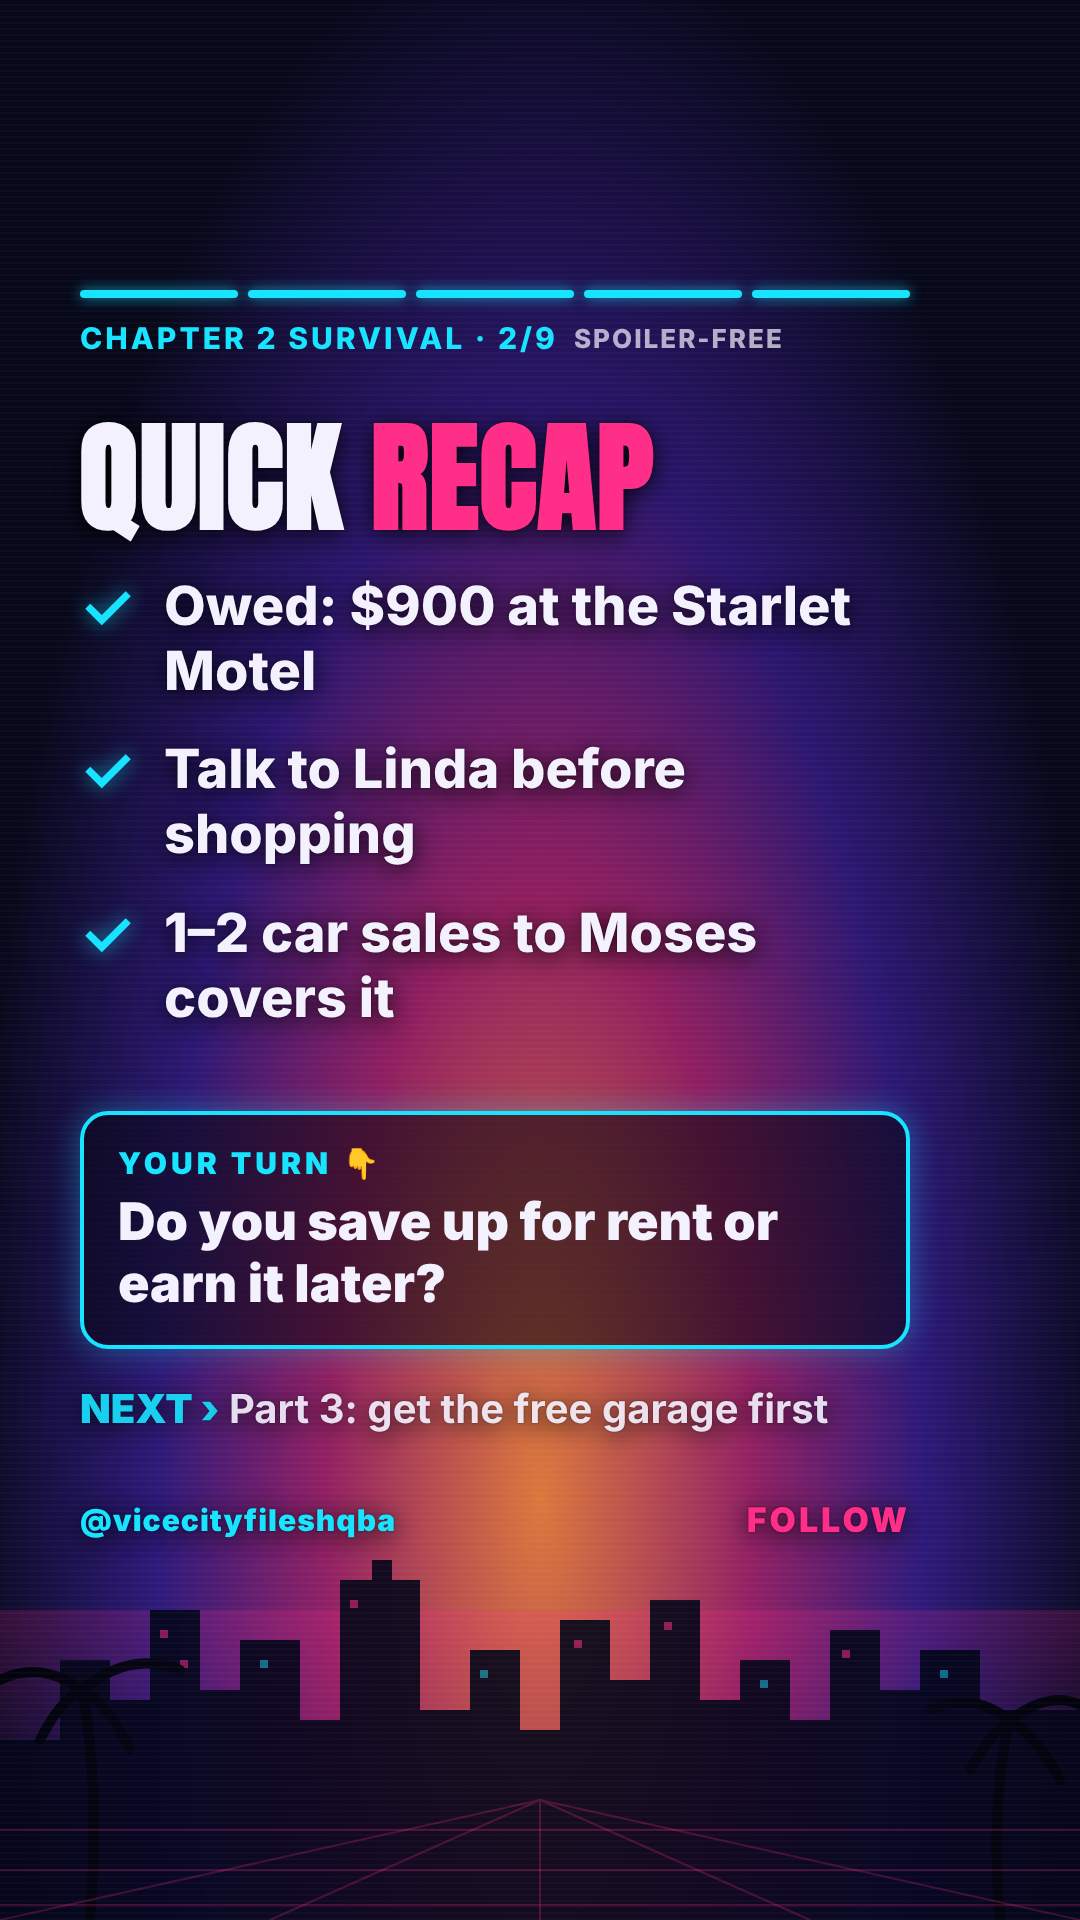 CHAPTER 2 SURVIVAL · 2/9 SPOILER-FREE
QUICK RECAP
Owed: $900 at the Starlet
Motel
Talk to Linda before
shopping
1–2 car sales to Moses
covers it
YOUR TURN 👇
Do you save up for rent or
earn it later?
NEXT › Part 3: get the free garage first
@vicecityfileshqba
FOLLOW